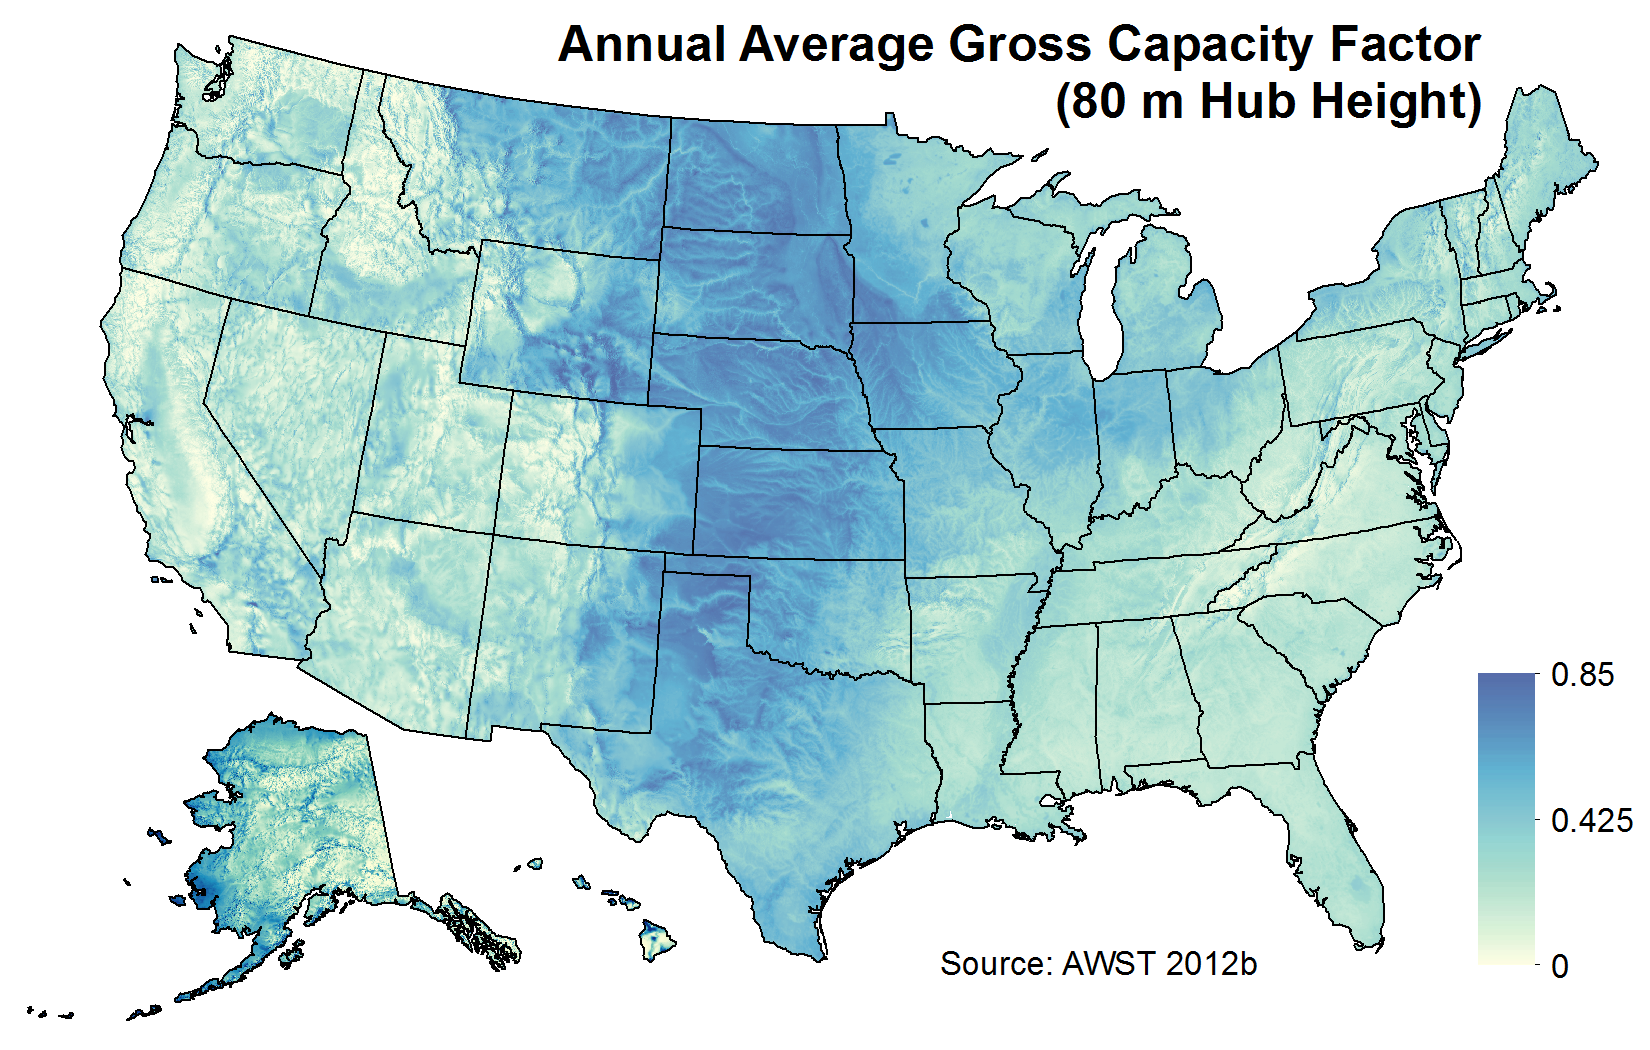 Annual Average Gross Capacity Factor
(80 m Hub Height)
0.85
0.425
0
Source: AWST 2012b